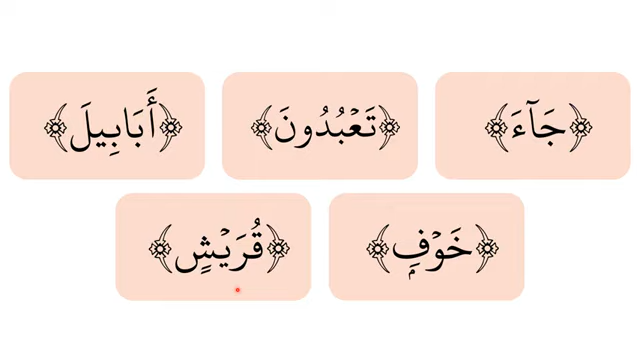 ﴿جَآءَ﴾ ﴿تَعۡبُدُونَ﴾ ﴿أَبَابِيلَ﴾
﴿خَوۡفِۭ﴾ ﴿قُرَيۡشٍ﴾